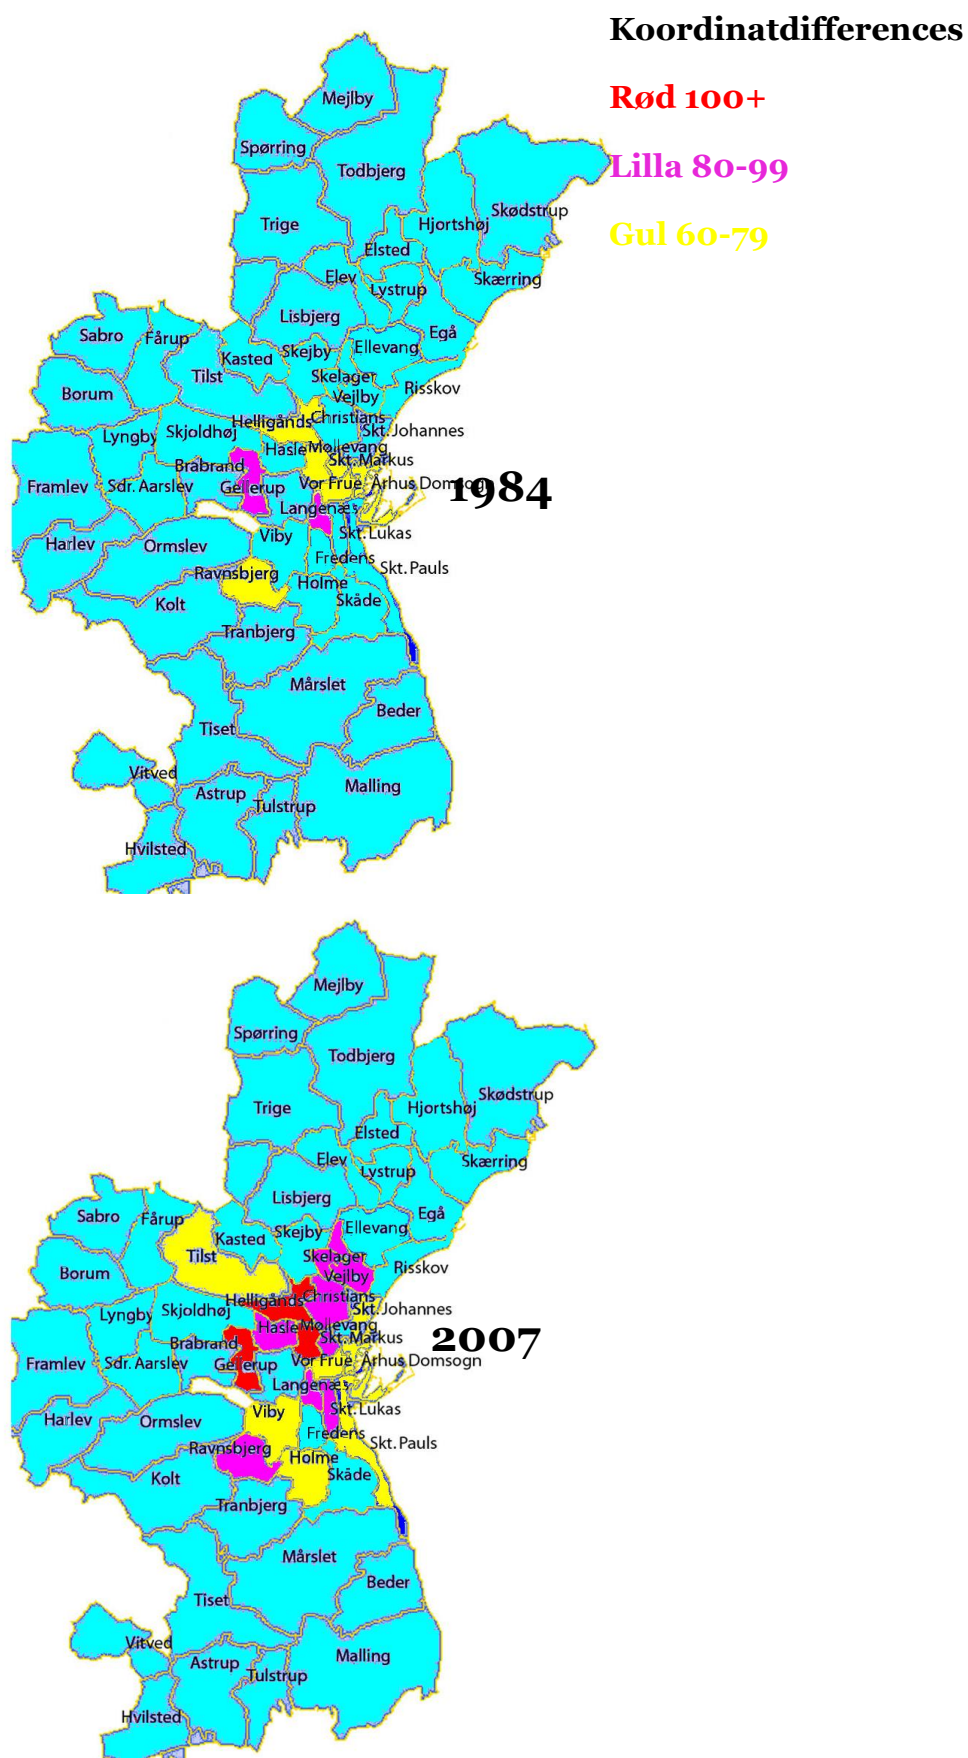 Koordinatdifferences
Rød 100+
Lilla 80-99
Gul 60-79
Mejlby
Spørring
Todbjerg
Skødstrup
Trige
Hjortshøj
Elsted
Elev
Skærring
Lystrup
Lisbjerg
Egå
Sabro
Fårup
Ellevang
Skejby
Kasted
Tilst
Skelager
Risskov
Borum
Vejlby
Christians
Helligånds
Skt. Johannes
Skjoldhøj
Lyngby
Møllevang
Hasle
Skt. Markus
Brabrand
Vor Frue
Århus Domsogn
Framlev
Sdr. Aarslev
Gellerup
1984
Langenæs
Skt. Lukas
Viby
Harlev
Ormslev
Fredens
Skt. Pauls
Ravnsbjerg
Holme
Skåde
Kolt
Tranbjerg
Mårslet
Beder
Tiset
Vitved
Malling
Astrup
Tulstrup
Hvilsted
Mejlby
Spørring
Todbjerg
Skødstrup
Trige
Hjortshøj
Elsted
Elev
Skærring
Lystrup
Lisbjerg
Egå
Sabro
Fårup
Ellevang
Skejby
Kasted
Tilst
Skelager
Risskov
Borum
Vejlby
Christians
Helligånds
Skt. Johannes
Skjoldhøj
Lyngby
Møllevang
Hasle
Skt. Markus
2007
Brabrand
Vor Frue
Århus Domsogn
Framlev
Sdr. Aarslev
Gellerup
Langenæs
Skt. Lukas
Viby
Harlev
Ormslev
Fredens
Skt. Pauls
Ravnsbjerg
Holme
Skåde
Kolt
Tranbjerg
Mårslet
Beder
Tiset
Vitved
Malling
Astrup
Tulstrup
Hvilsted